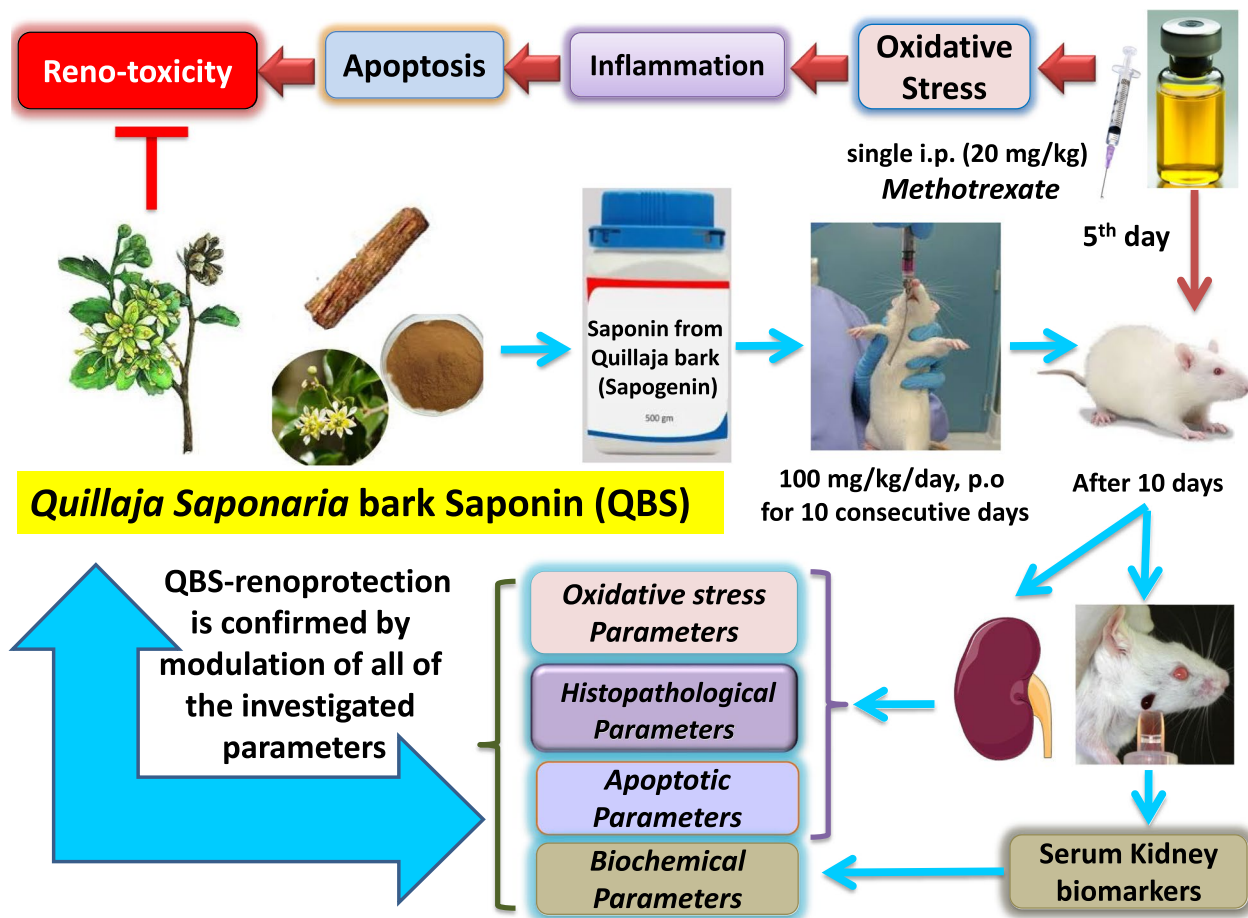 Reno-toxicity
Apoptosis
Inflammation
Oxidative
Stress
single i.p. (20 mg/kg)
Methotrexate
5th day
Saponin from
Quillaja bark
(Sapogenin)
500 gm
Quillaja Saponaria bark Saponin (QBS)
100 mg/kg/day, p.o
for 10 consecutive days
After 10 days
QBS-renoprotection
is confirmed by
modulation of all of
the investigated
parameters
Oxidative stress
Parameters
Histopathological
Parameters
Apoptotic
Parameters
Biochemical
Parameters
Serum Kidney
biomarkers